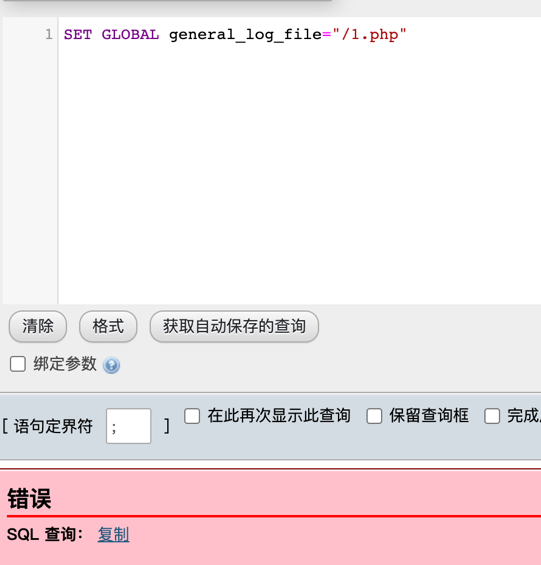 1 SET GLOBAL general_log_file="/1.php"
清除 格式 获取自动保存的查询
绑定参数
[ 语句定界符 ; ] 在此再次显示此查询 保留查询框 完成
错误
SQL 查询： 复制